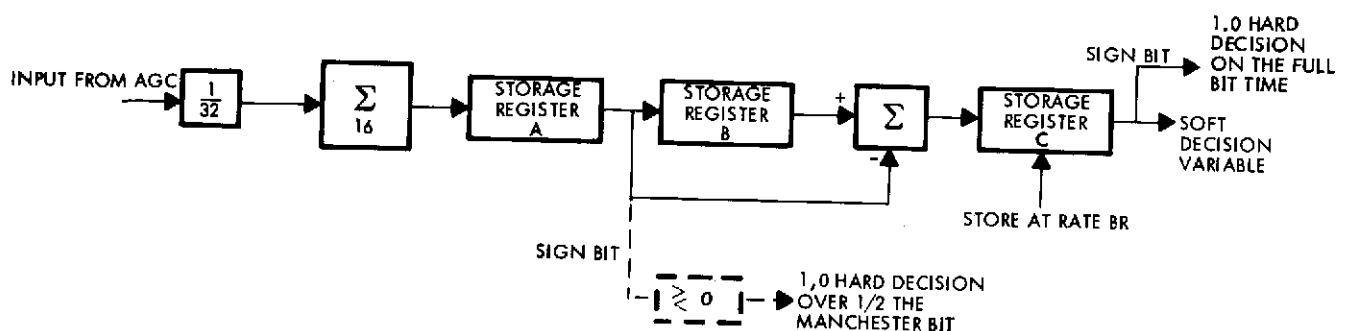 INPUT FROM AGC
1
32
Σ
16
STORAGE
REGISTER
A
STORAGE
REGISTER
B
+
-
Σ
STORAGE
REGISTER
C
STORE AT RATE BR
SIGN BIT
1,0 HARD
DECISION
ON THE FULL
BIT TIME
SOFT
DECISION
VARIABLE
SIGN BIT
≷ 0
1,0 HARD DECISION
OVER 1/2 THE
MANCHESTER BIT